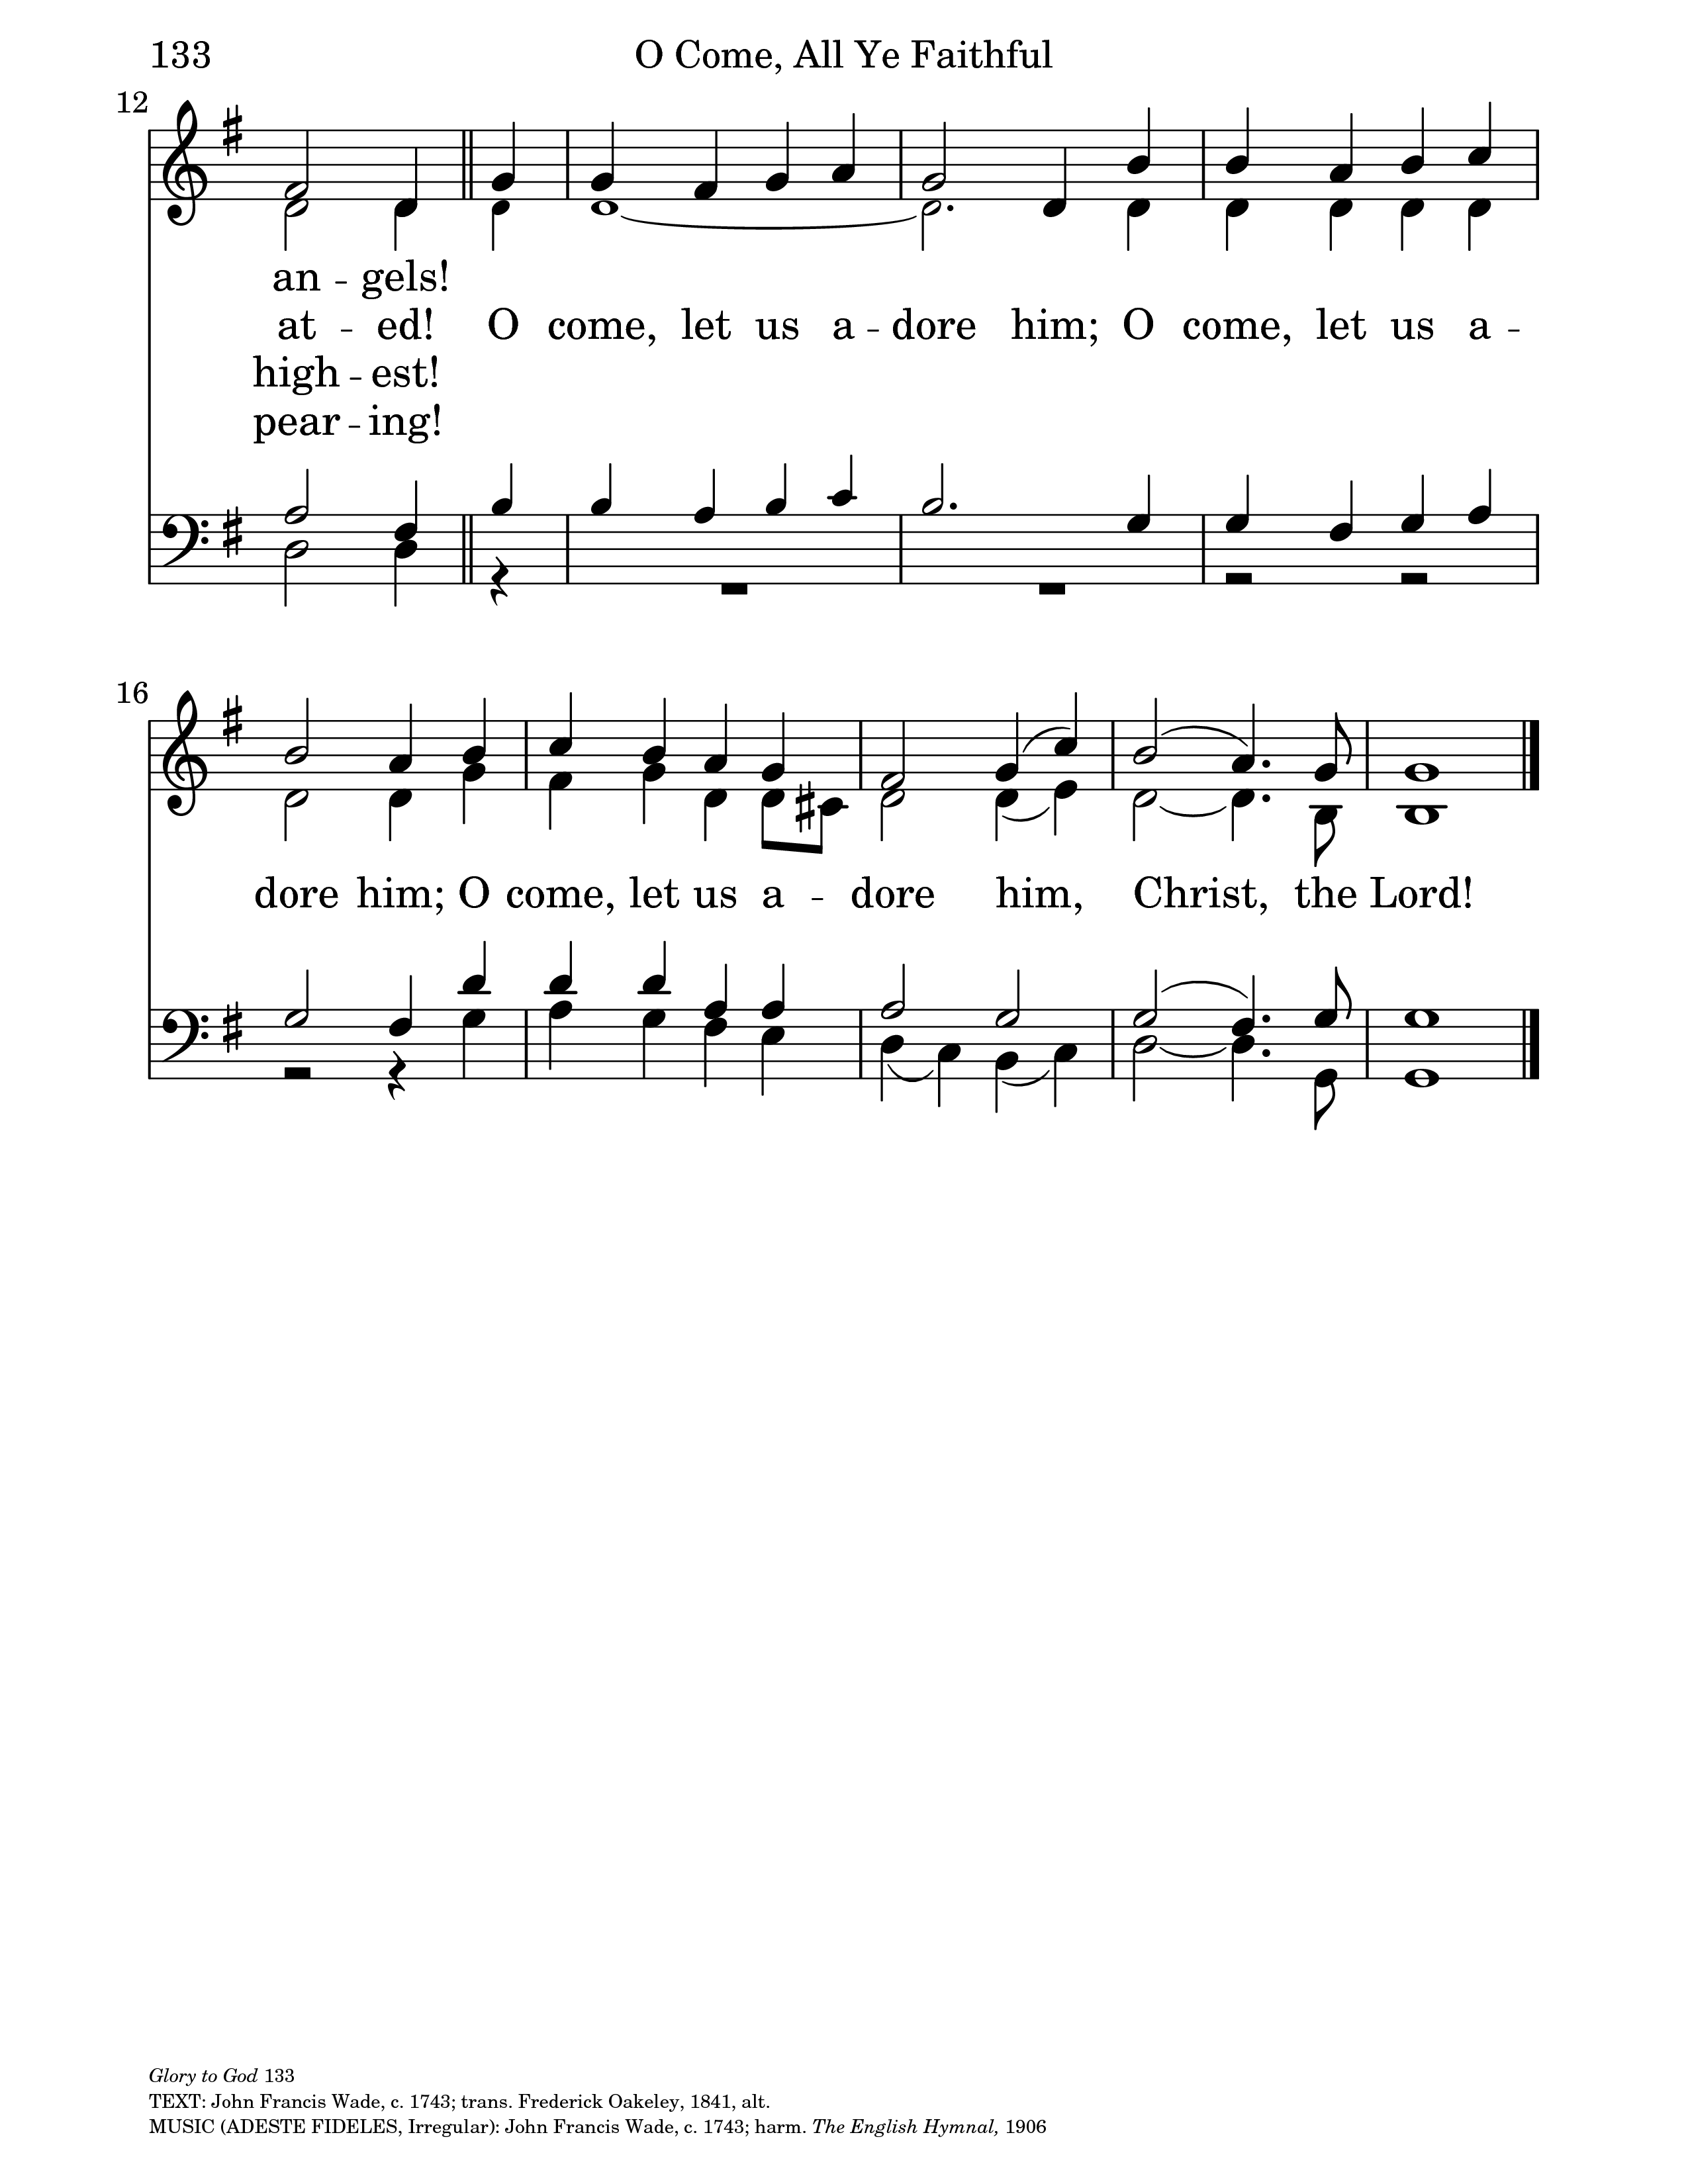 133 O Come, All Ye Faithful
12
an - gels!
at - ed! O come, let us a - dore him; O come, let us a -
high - est!
pear - ing!
16
dore him; O come, let us a - dore him, Christ, the Lord!
Glory to God 133
TEXT: John Francis Wade, c. 1743; trans. Frederick Oakeley, 1841, alt.
MUSIC (ADESTE FIDELES, Irregular): John Francis Wade, c. 1743; harm. The English Hymnal, 1906